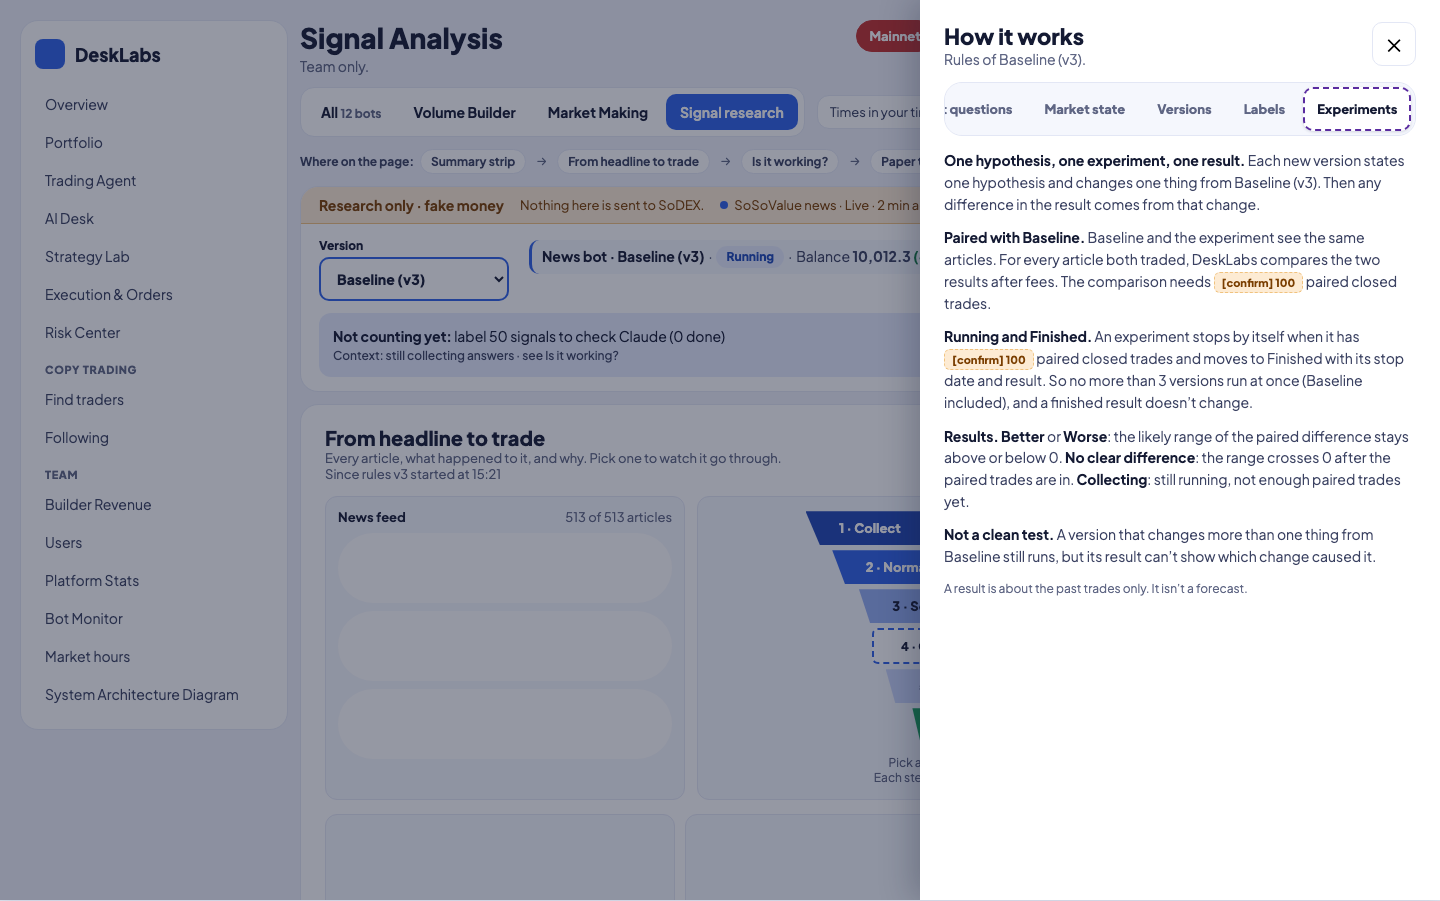 DeskLabs
Overview
Portfolio
Trading Agent
AI Desk
Strategy Lab
Execution & Orders
Risk Center
COPY TRADING
Find traders
Following
TEAM
Builder Revenue
Users
Platform Stats
Bot Monitor
Market hours
System Architecture Diagram
Signal Analysis
Team only.
Mainnet
All 12 bots
Volume Builder
Market Making
Signal research
Times in your
Where on the page:
Summary strip
→
From headline to trade
→
Is it working?
→
Paper
Research only · fake money
Nothing here is sent to SoDEX.
SoSoValue news · Live · 2 min
Version
Baseline (v3)
News bot · Baseline (v3) · Running · Balance 10,012.3
Not counting yet: label 50 signals to check Claude (0 done)
Context: still collecting answers · see Is it working?
From headline to trade
Every article, what happened to it, and why. Pick one to watch it go through.
Since rules v3 started at 15:21
News feed
513 of 513 articles
1 · Collect
2 · Norma
3 · S
4 ·
Pick a
Each ste
How it works
Rules of Baseline (v3).
questions
Market state
Versions
Labels
Experiments
One hypothesis, one experiment, one result. Each new version states
one hypothesis and changes one thing from Baseline (v3). Then any
difference in the result comes from that change.
Paired with Baseline. Baseline and the experiment see the same
articles. For every article both traded, DeskLabs compares the two
results after fees. The comparison needs [confirm] 100 paired closed
trades.
Running and Finished. An experiment stops by itself when it has
[confirm] 100 paired closed trades and moves to Finished with its stop
date and result. So no more than 3 versions run at once (Baseline
included), and a finished result doesn’t change.
Results. Better or Worse: the likely range of the paired difference stays
above or below 0. No clear difference: the range crosses 0 after the
paired trades are in. Collecting: still running, not enough paired trades
yet.
Not a clean test. A version that changes more than one thing from
Baseline still runs, but its result can’t show which change caused it.
A result is about the past trades only. It isn’t a forecast.